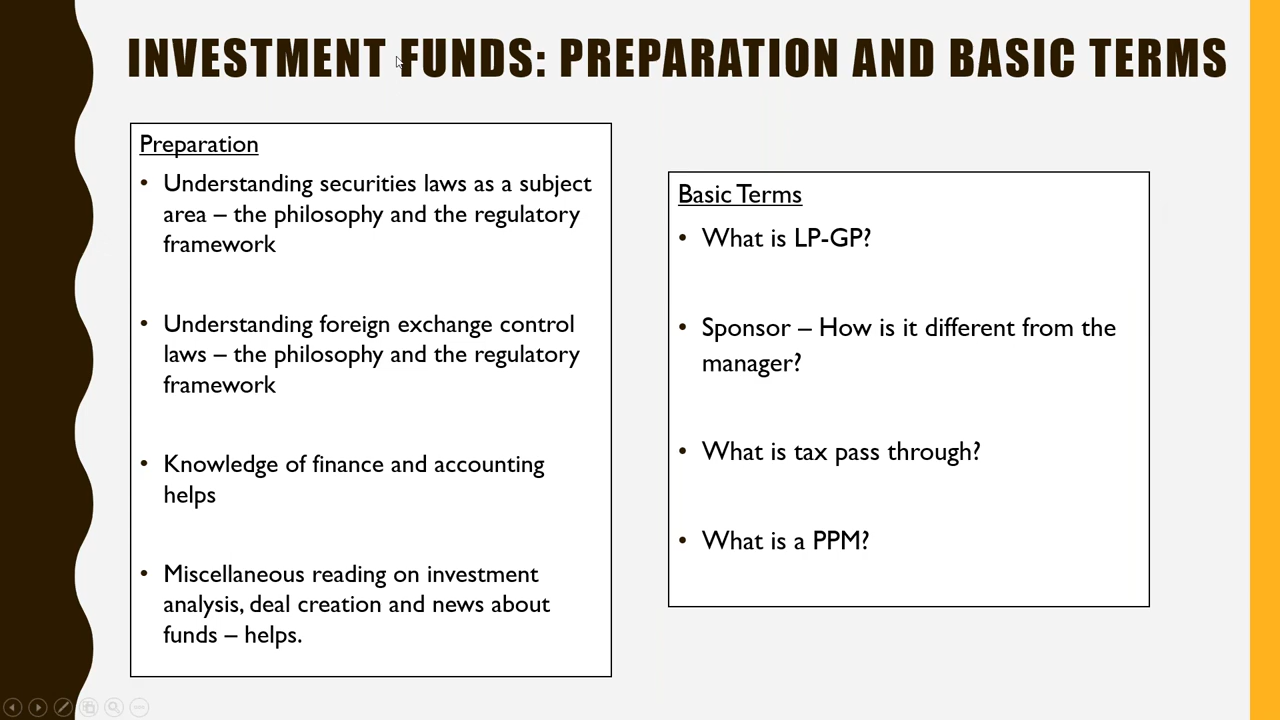 INVESTMENT FUNDS: PREPARATION AND BASIC TERMS
Preparation
• Understanding securities laws as a subject
area – the philosophy and the regulatory
framework
• Understanding foreign exchange control
laws – the philosophy and the regulatory
framework
• Knowledge of finance and accounting
helps
• Miscellaneous reading on investment
analysis, deal creation and news about
funds – helps.
Basic Terms
• What is LP-GP?
• Sponsor – How is it different from the
manager?
• What is tax pass through?
• What is a PPM?